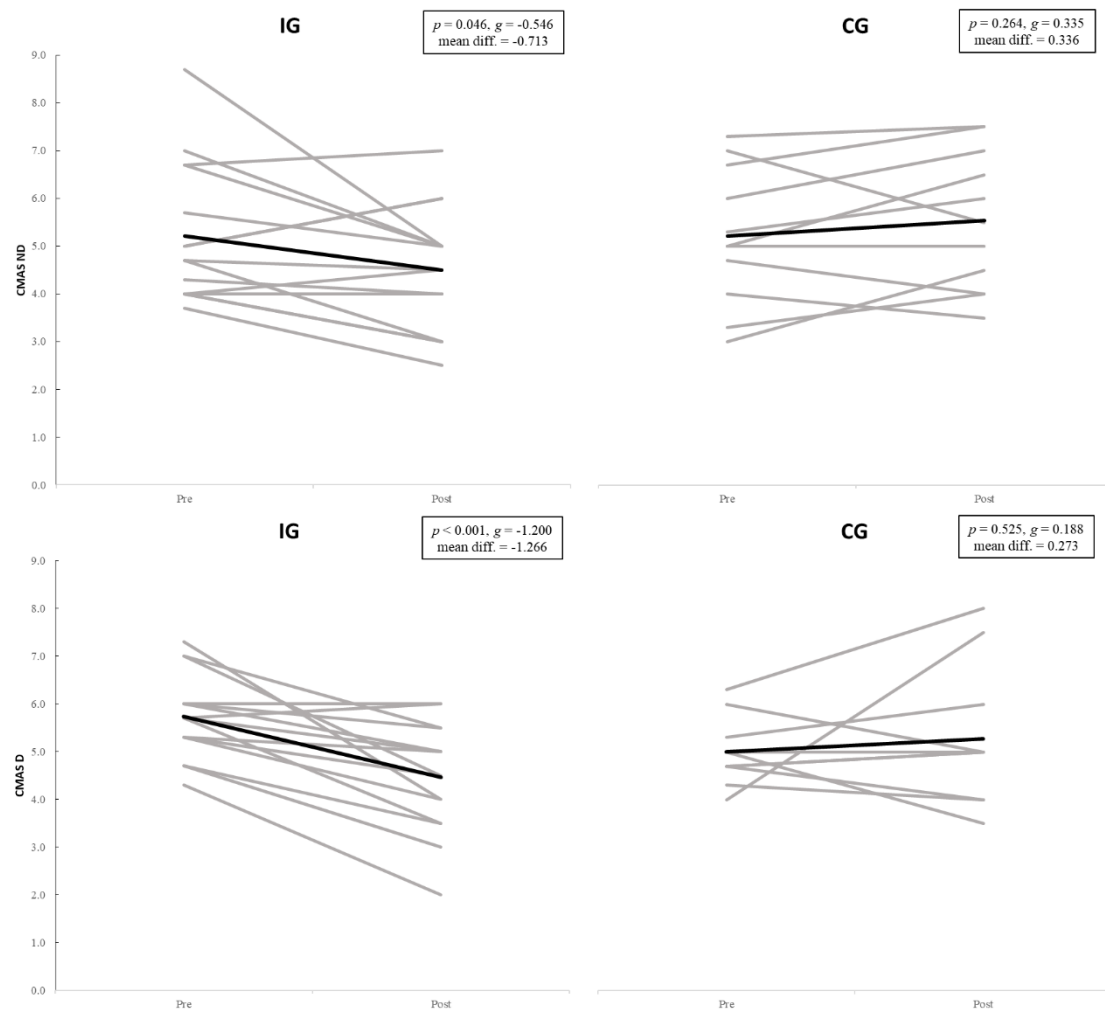 IG
p = 0.046, g = -0.546
mean diff. = -0.713
CG
p = 0.264, g = 0.335
mean diff. = 0.336
CMAS ND
9.0
8.0
7.0
6.0
5.0
4.0
3.0
2.0
1.0
0.0
Pre
Post
Pre
Post
IG
p < 0.001, g = -1.200
mean diff. = -1.266
CG
p = 0.525, g = 0.188
mean diff. = 0.273
CMAS D
9.0
8.0
7.0
6.0
5.0
4.0
3.0
2.0
1.0
0.0
Pre
Post
Pre
Post